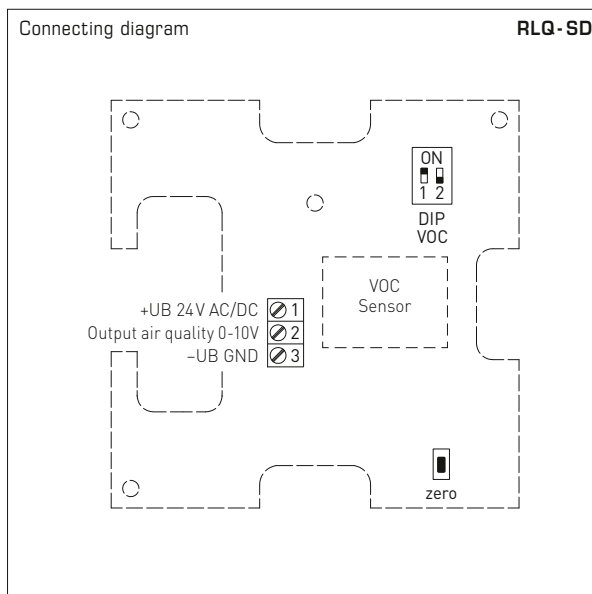 Connecting diagram RLQ-SD
ON
1 2
DIP
VOC
VOC
Sensor
+UB 24V AC/DC 1
Output air quality 0-10V 2
–UB GND 3
zero